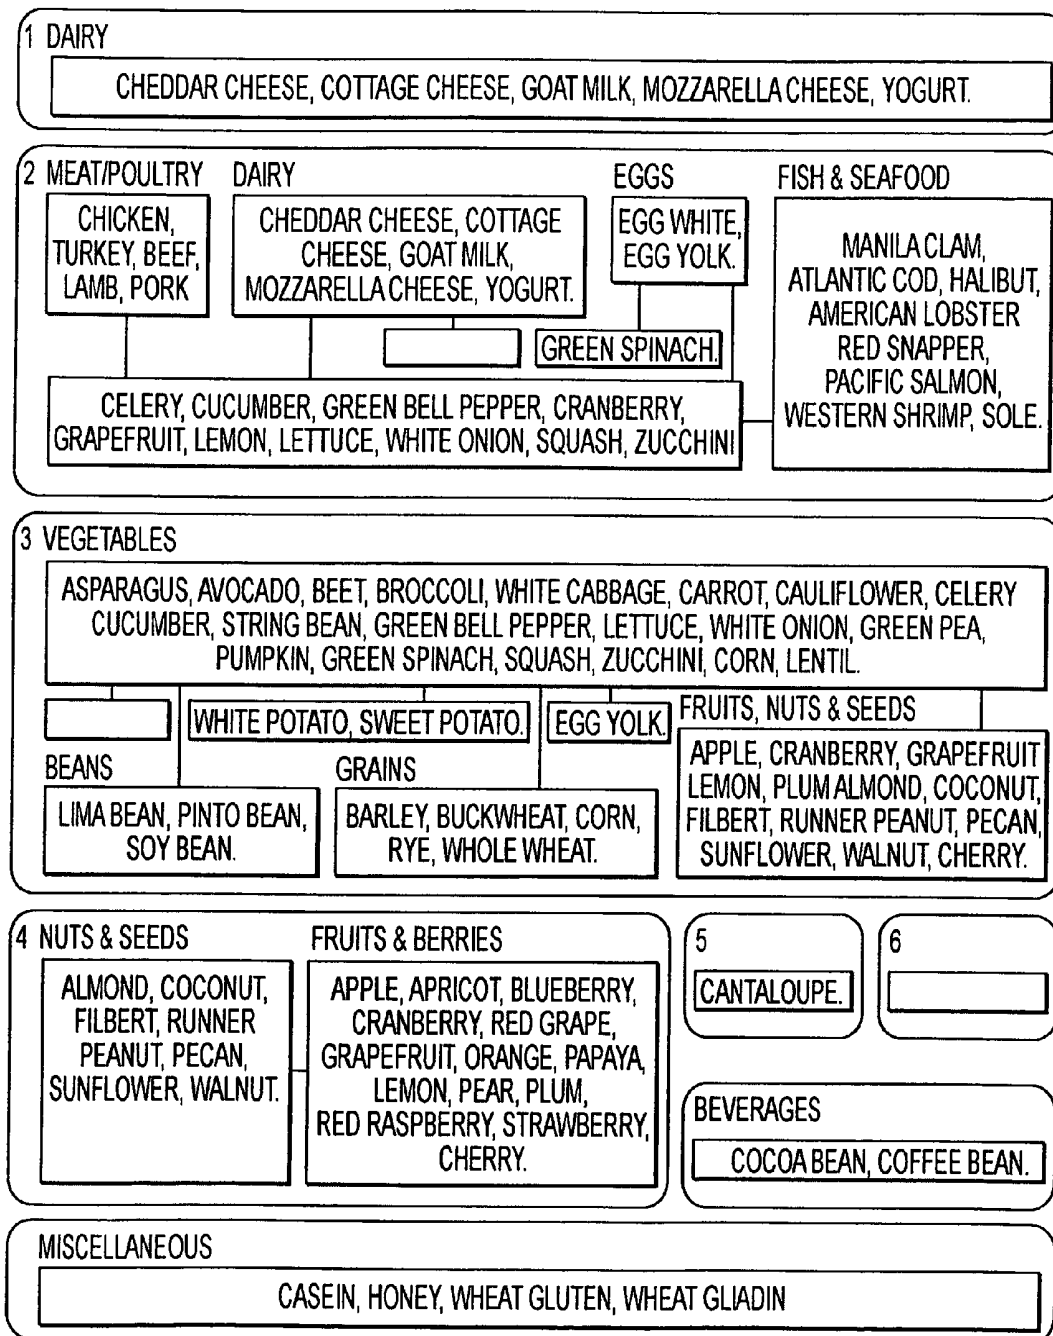 1 DAIRY
CHEDDAR CHEESE, COTTAGE CHEESE, GOAT MILK, MOZZARELLA CHEESE, YOGURT.
2 MEAT/POULTRY
CHICKEN,
TURKEY, BEEF,
LAMB, PORK
DAIRY
CHEDDAR CHEESE, COTTAGE
CHEESE, GOAT MILK,
MOZZARELLA CHEESE, YOGURT.
EGGS
EGG WHITE,
EGG YOLK.
FISH & SEAFOOD
MANILA CLAM,
ATLANTIC COD, HALIBUT,
AMERICAN LOBSTER
RED SNAPPER,
PACIFIC SALMON,
WESTERN SHRIMP, SOLE.
GREEN SPINACH.
CELERY, CUCUMBER, GREEN BELL PEPPER, CRANBERRY,
GRAPEFRUIT, LEMON, LETTUCE, WHITE ONION, SQUASH, ZUCCHINI
3 VEGETABLES
ASPARAGUS, AVOCADO, BEET, BROCCOLI, WHITE CABBAGE, CARROT, CAULIFLOWER, CELERY
CUCUMBER, STRING BEAN, GREEN BELL PEPPER, LETTUCE, WHITE ONION, GREEN PEA,
PUMPKIN, GREEN SPINACH, SQUASH, ZUCCHINI, CORN, LENTIL.
WHITE POTATO, SWEET POTATO.
EGG YOLK.
FRUITS, NUTS & SEEDS
APPLE, CRANBERRY, GRAPEFRUIT
LEMON, PLUM ALMOND, COCONUT,
FILBERT, RUNNER PEANUT, PECAN,
SUNFLOWER, WALNUT, CHERRY.
BEANS
LIMA BEAN, PINTO BEAN,
SOY BEAN.
GRAINS
BARLEY, BUCKWHEAT, CORN,
RYE, WHOLE WHEAT.
4 NUTS & SEEDS
ALMOND, COCONUT,
FILBERT, RUNNER
PEANUT, PECAN,
SUNFLOWER, WALNUT.
FRUITS & BERRIES
APPLE, APRICOT, BLUEBERRY,
CRANBERRY, RED GRAPE,
GRAPEFRUIT, ORANGE, PAPAYA,
LEMON, PEAR, PLUM,
RED RASPBERRY, STRAWBERRY,
CHERRY.
5
CANTALOUPE.
6
BEVERAGES
COCOA BEAN, COFFEE BEAN.
MISCELLANEOUS
CASEIN, HONEY, WHEAT GLUTEN, WHEAT GLIADIN